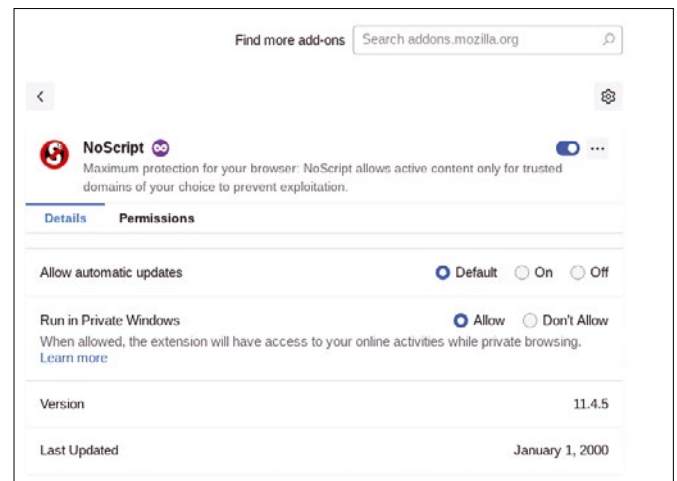 Find more add-ons Search addons.mozilla.org
NoScript
Maximum protection for your browser: NoScript allows active content only for trusted
domains of your choice to prevent exploitation.
Details Permissions
Allow automatic updates Default On Off
Run in Private Windows Allow Don't Allow
When allowed, the extension will have access to your online activities while private browsing.
Learn more
Version 11.4.5
Last Updated January 1, 2000